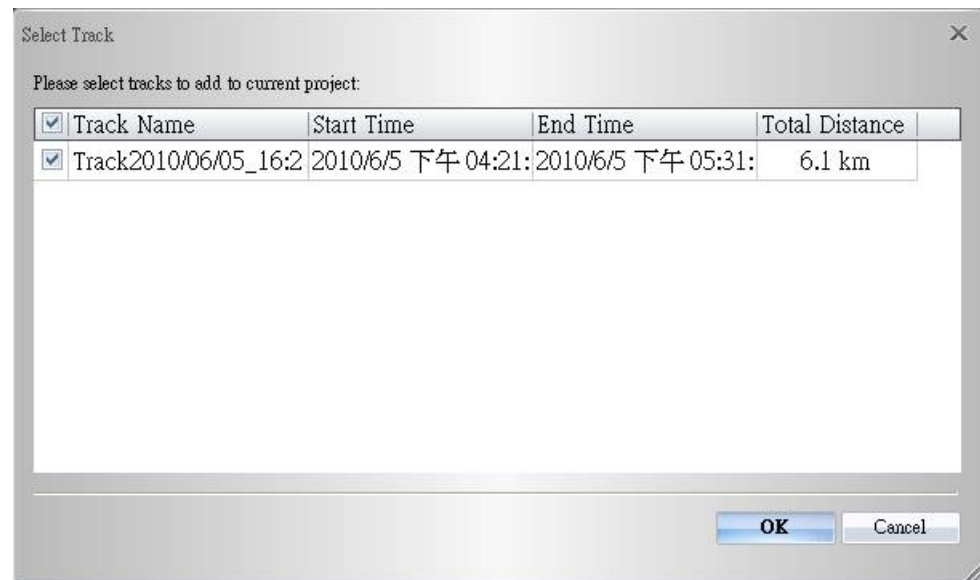 Select Track
Please select tracks to add to current project:
Track Name Start Time End Time Total Distance
Track2010/06/05_16:2 2010/6/5 下午 04:21: 2010/6/5 下午 05:31: 6.1 km
OK Cancel